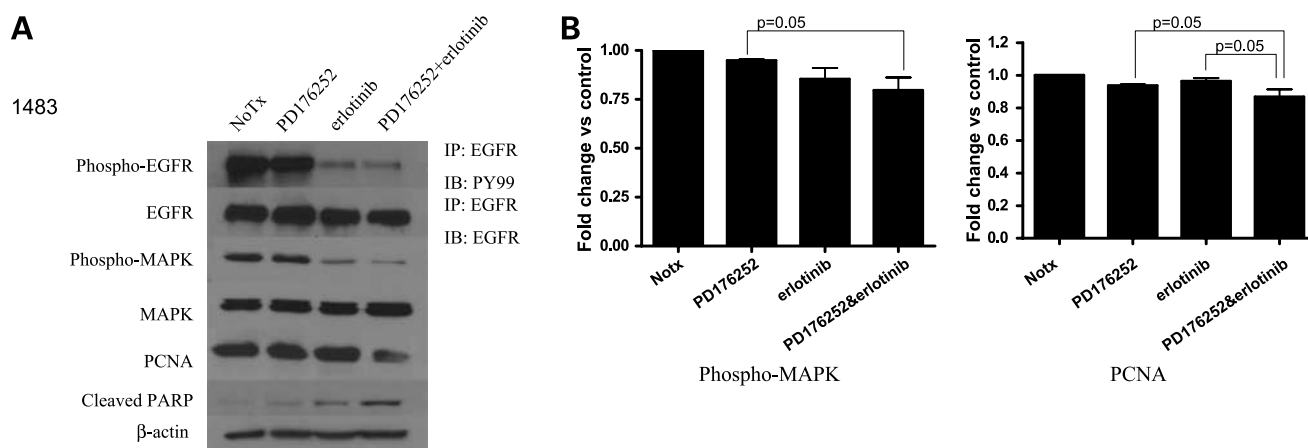 A
1483
NoTx PD176252 erlotinib PD176252+erlotinib
Phospho-EGFR
IP: EGFR
IB: PY99
EGFR
IP: EGFR
IB: EGFR
Phospho-MAPK
MAPK
PCNA
Cleaved PARP
β-actin
B
p=0.05
Fold change vs control
1.00
0.75
0.50
0.25
0.00
Notx PD176252 erlotinib PD176252&erlotinib
Phospho-MAPK
p=0.05
p=0.05
Fold change vs control
1.2
1.0
0.8
0.6
0.4
0.2
0.0
Notx PD176252 erlotinib PD176252&erlotinib
PCNA